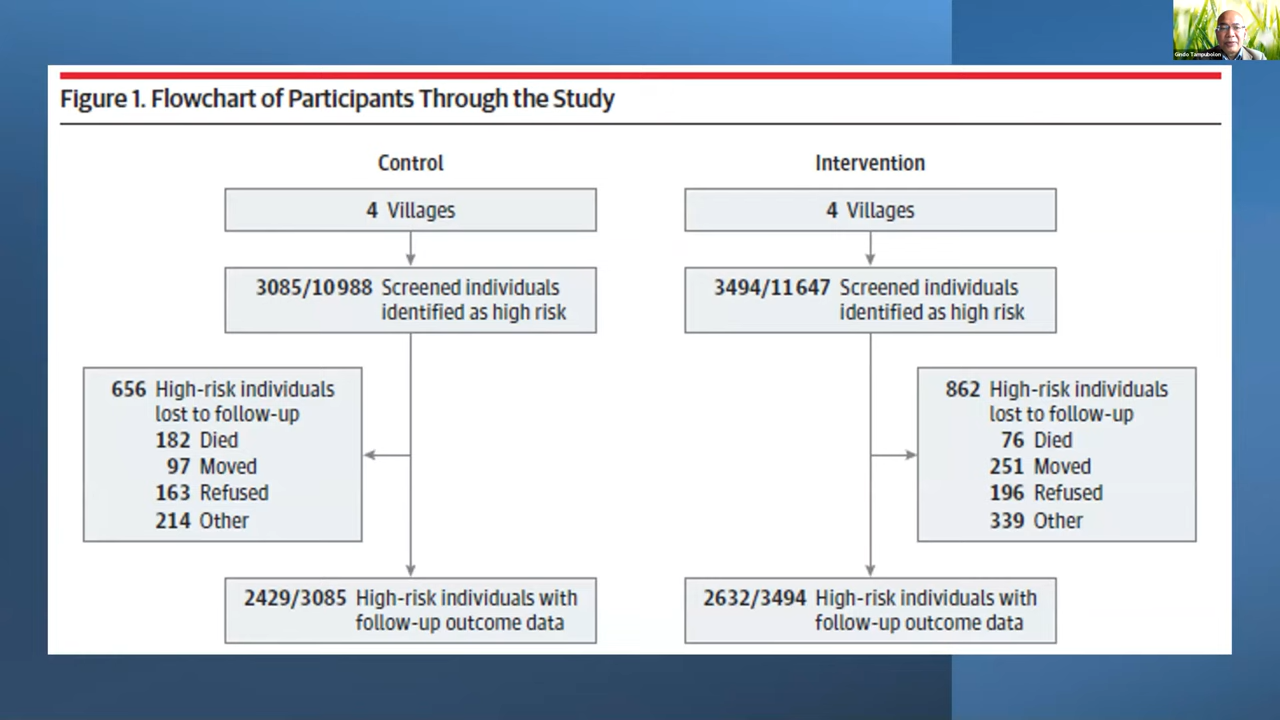 Gindo Tampubolon
Figure 1. Flowchart of Participants Through the Study
Control
4 Villages
3085/10988 Screened individuals
identified as high risk
656 High-risk individuals
lost to follow-up
182 Died
97 Moved
163 Refused
214 Other
2429/3085 High-risk individuals with
follow-up outcome data
Intervention
4 Villages
3494/11647 Screened individuals
identified as high risk
862 High-risk individuals
lost to follow-up
76 Died
251 Moved
196 Refused
339 Other
2632/3494 High-risk individuals with
follow-up outcome data